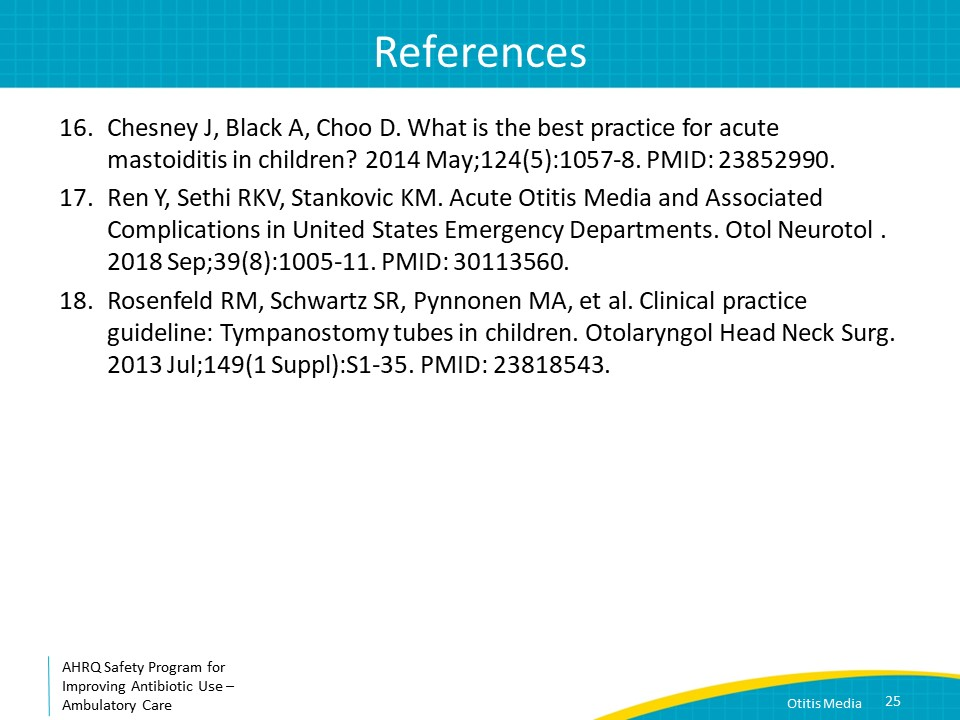 References
16. Chesney J, Black A, Choo D. What is the best practice for acute
mastoiditis in children? 2014 May;124(5):1057-8. PMID: 23852990.
17. Ren Y, Sethi RKV, Stankovic KM. Acute Otitis Media and Associated
Complications in United States Emergency Departments. Otol Neurotol .
2018 Sep;39(8):1005-11. PMID: 30113560.
18. Rosenfeld RM, Schwartz SR, Pynnonen MA, et al. Clinical practice
guideline: Tympanostomy tubes in children. Otolaryngol Head Neck Surg.
2013 Jul;149(1 Suppl):S1-35. PMID: 23818543.
AHRQ Safety Program for
Improving Antibiotic Use –
Ambulatory Care
Otitis Media 25